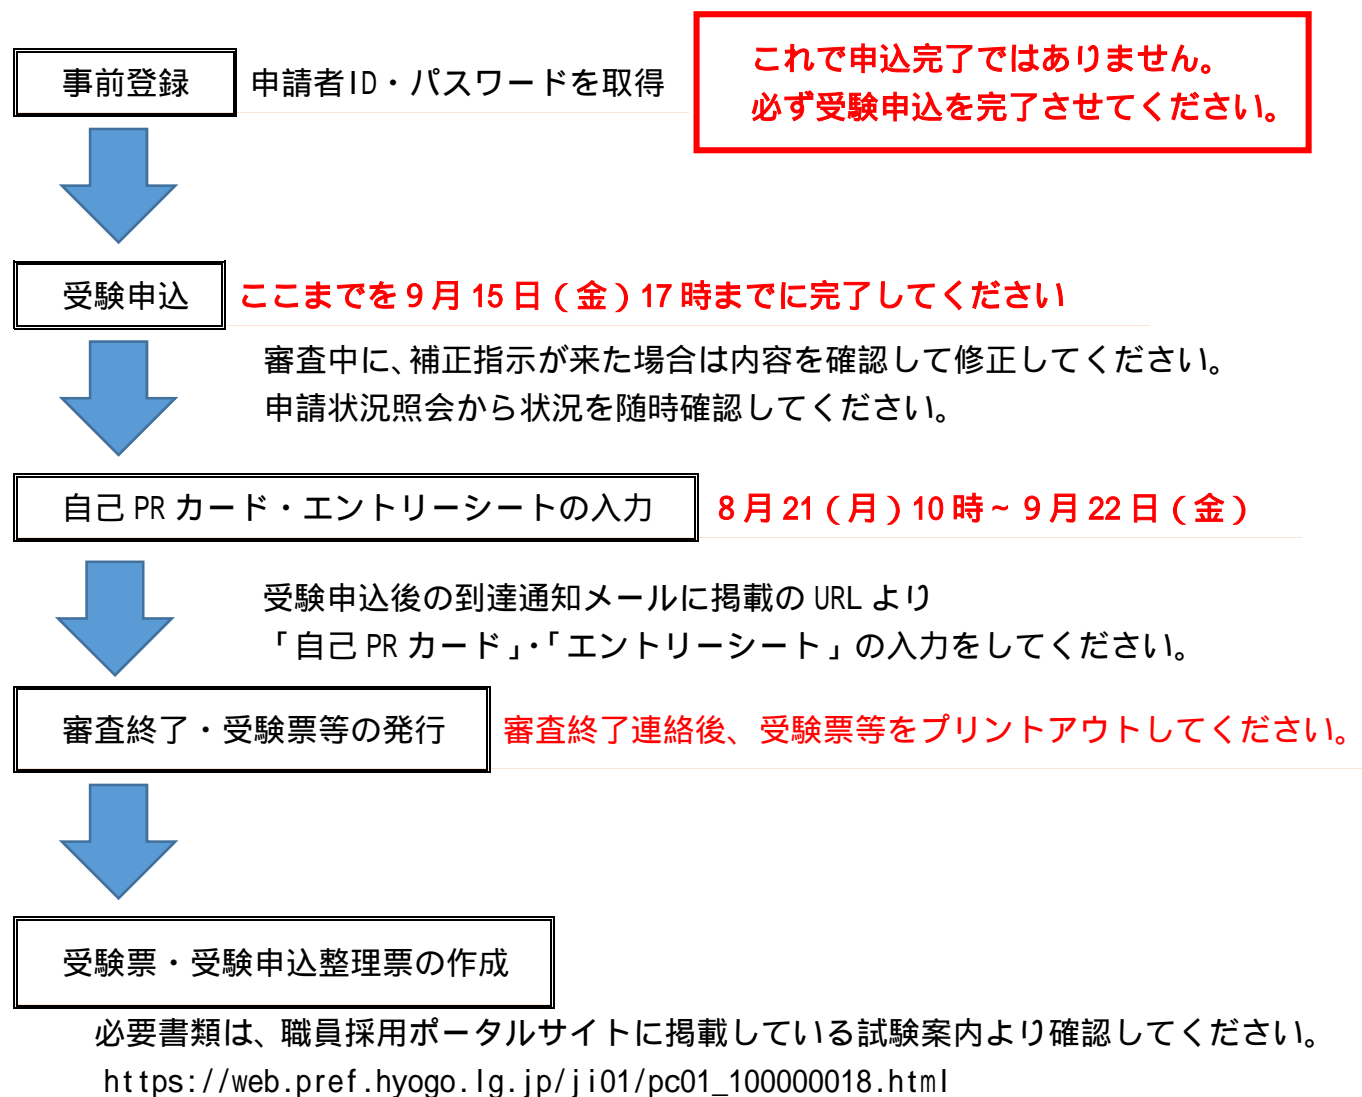 事前登録
申請者ID・パスワードを取得
これで申込完了ではありません。
必ず受験申込を完了させてください。
受験申込
ここまでを9月15日(金)17時までに完了してください
審査中に、補正指示が来た場合は内容を確認して修正してください。
申請状況照会から状況を随時確認してください。
自己PRカード・エントリーシートの入力
8月21(月)10時~9月22日(金)
受験申込後の到達通知メールに掲載のURLより
「自己PRカード」・「エントリーシート」の入力をしてください。
審査終了・受験票等の発行
審査終了連絡後、受験票等をプリントアウトしてください。
受験票・受験申込整理票の作成
必要書類は、職員採用ポータルサイトに掲載している試験案内より確認してください。
https://web.pref.hyogo.lg.jp/ji01/pc01_100000018.html